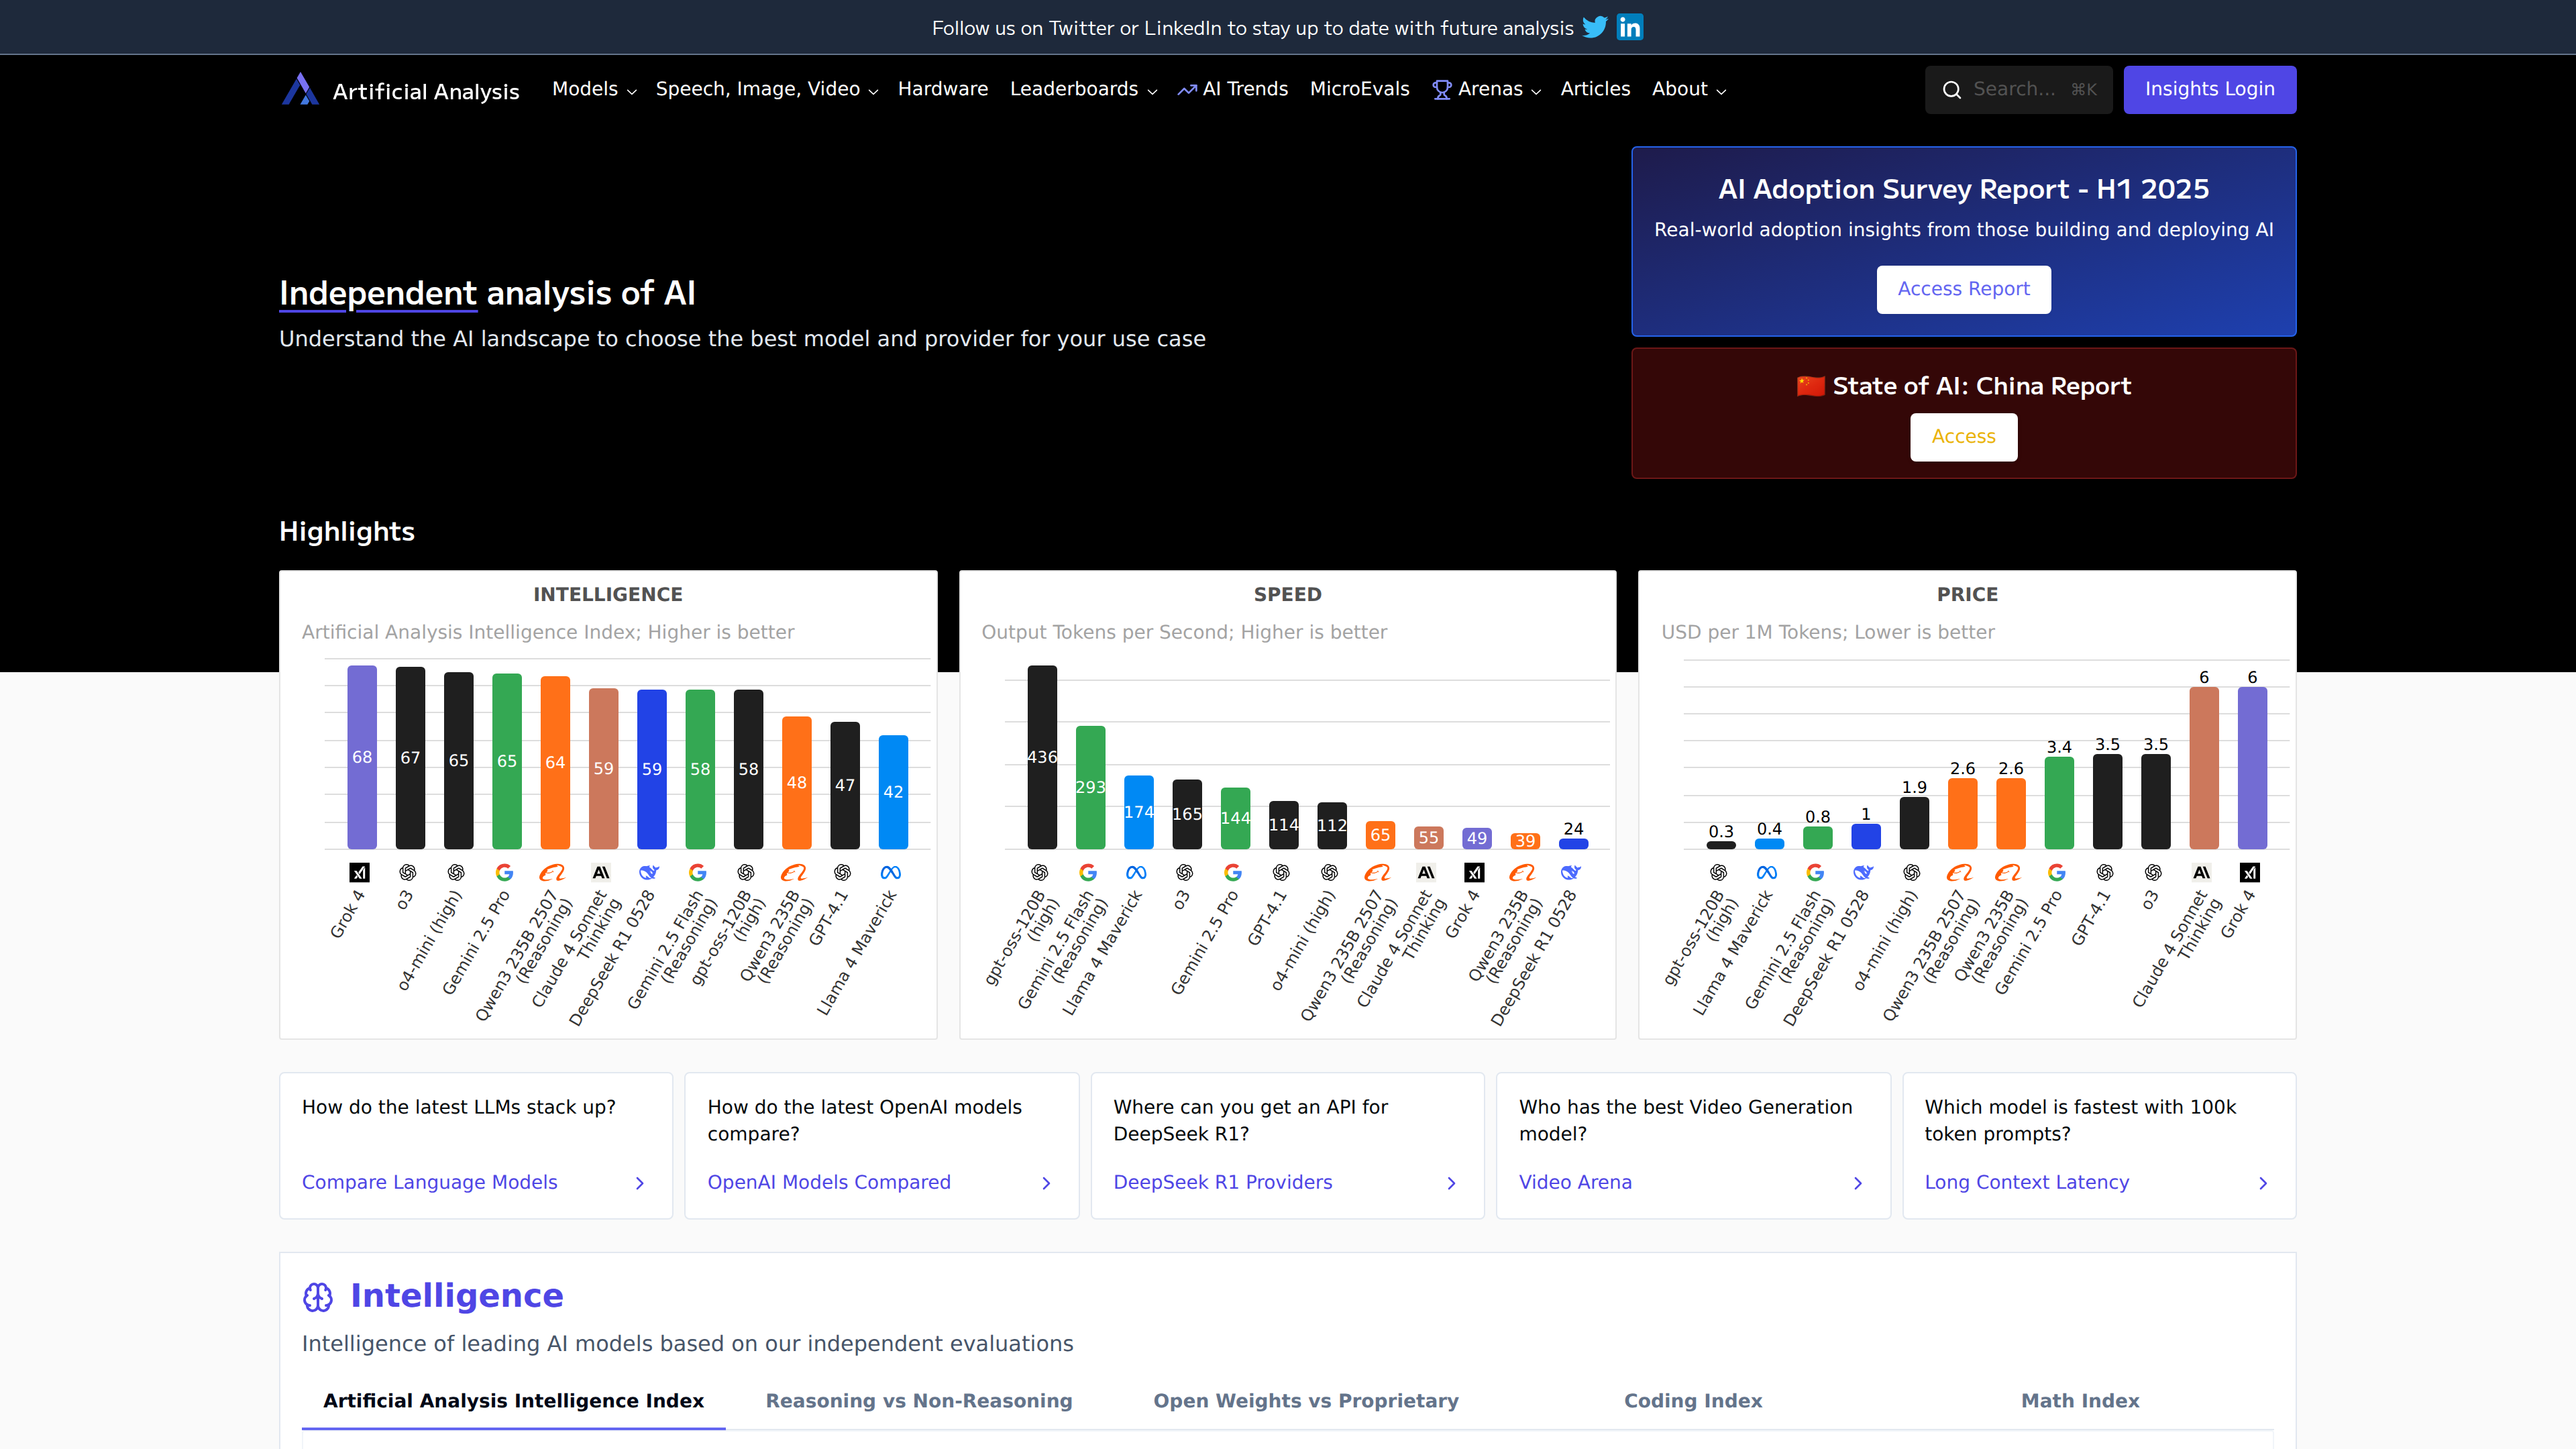 Follow us on Twitter or LinkedIn to stay up to date with future analysis
Artificial Analysis
Models
Speech, Image, Video
Hardware
Leaderboards
AI Trends
MicroEvals
Arenas
Articles
About
Search... ⌘K
Insights Login
AI Adoption Survey Report - H1 2025
Real-world adoption insights from those building and deploying AI
Access Report
Independent analysis of AI
Understand the AI landscape to choose the best model and provider for your use case
🇨🇳 State of AI: China Report
Access
Highlights
INTELLIGENCE
Artificial Analysis Intelligence Index; Higher is better
68
67
65
65
64
59
59
58
58
48
47
42
Grok 4
o3
o4-mini (high)
Gemini 2.5 Pro
Qwen3 235B 2507
(Reasoning)
Claude 4 Sonnet
Thinking
DeepSeek R1 0528
Gemini 2.5 Flash
(Reasoning)
gpt-oss-120B
(high)
Qwen3 235B
(Reasoning)
GPT-4.1
Llama 4 Maverick
SPEED
Output Tokens per Second; Higher is better
436
293
174
165
144
114
112
65
55
49
39
24
gpt-oss-120B
(high)
Gemini 2.5 Flash
(Reasoning)
Llama 4 Maverick
o3
Gemini 2.5 Pro
GPT-4.1
o4-mini (high)
Qwen3 235B 2507
(Reasoning)
Claude 4 Sonnet
Thinking
Grok 4
Qwen3 235B
(Reasoning)
DeepSeek R1 0528
PRICE
USD per 1M Tokens; Lower is better
0.3
0.4
0.8
1
1.9
2.6
2.6
3.4
3.5
3.5
6
6
gpt-oss-120B
(high)
Llama 4 Maverick
Gemini 2.5 Flash
(Reasoning)
DeepSeek R1 0528
o4-mini (high)
Qwen3 235B 2507
(Reasoning)
Qwen3 235B
(Reasoning)
Gemini 2.5 Pro
GPT-4.1
o3
Claude 4 Sonnet
Thinking
Grok 4
How do the latest LLMs stack up?
Compare Language Models
How do the latest OpenAI models
compare?
OpenAI Models Compared
Where can you get an API for
DeepSeek R1?
DeepSeek R1 Providers
Who has the best Video Generation
model?
Video Arena
Which model is fastest with 100k
token prompts?
Long Context Latency
Intelligence
Intelligence of leading AI models based on our independent evaluations
Artificial Analysis Intelligence Index
Reasoning vs Non-Reasoning
Open Weights vs Proprietary
Coding Index
Math Index